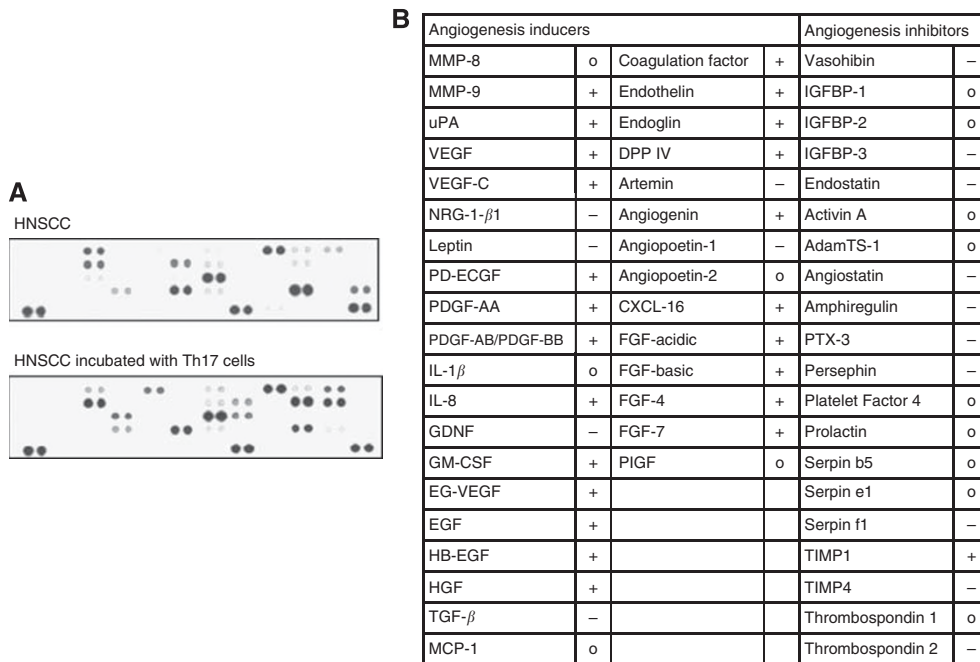 A
HNSCC
HNSCC incubated with Th17 cells
B
Angiogenesis inducers Angiogenesis inhibitors
MMP-8 o Coagulation factor + Vasohibin –
MMP-9 + Endothelin + IGFBP-1 o
uPA + Endoglin + IGFBP-2 o
VEGF + DPP IV + IGFBP-3 –
VEGF-C + Artemin – Endostatin –
NRG-1-β1 – Angiogenin + Activin A o
Leptin – Angiopoetin-1 – AdamTS-1 o
PD-ECGF + Angiopoetin-2 o Angiostatin –
PDGF-AA + CXCL-16 + Amphiregulin –
PDGF-AB/PDGF-BB + FGF-acidic + PTX-3 –
IL-1β o FGF-basic + Persephin –
IL-8 + FGF-4 + Platelet Factor 4 o
GDNF – FGF-7 + Prolactin o
GM-CSF + PIGF o Serpin b5 o
EG-VEGF + Serpin e1 o
EGF + Serpin f1 –
HB-EGF + TIMP1 +
HGF + TIMP4 –
TGF-β – Thrombospondin 1 o
MCP-1 o Thrombospondin 2 –